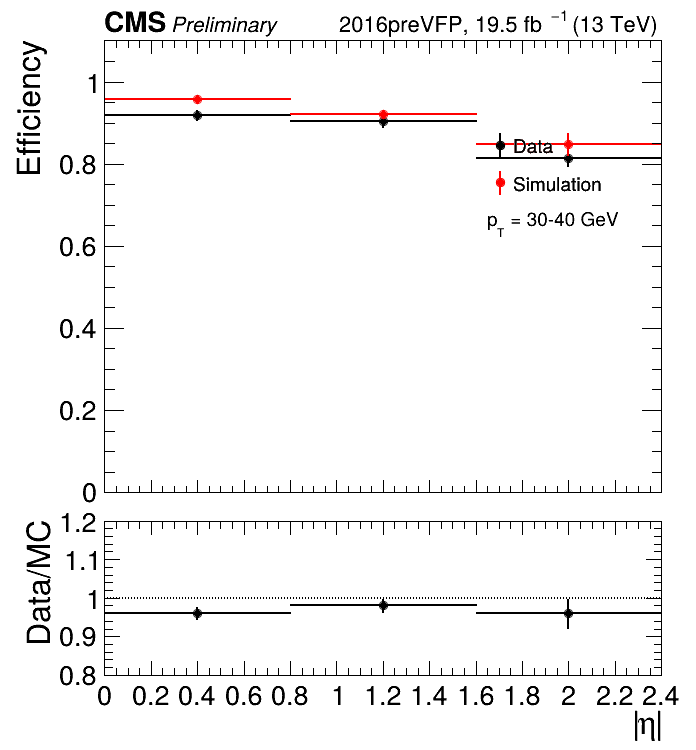 CMS Preliminary 2016preVFP, 19.5 fb⁻¹ (13 TeV)
Efficiency
1
0.8
0.6
0.4
0.2
0
Data
Simulation
pT = 30-40 GeV
Data/MC
1.2
1.1
1
0.9
0.8
0 0.2 0.4 0.6 0.8 1 1.2 1.4 1.6 1.8 2 2.2 2.4
|η|